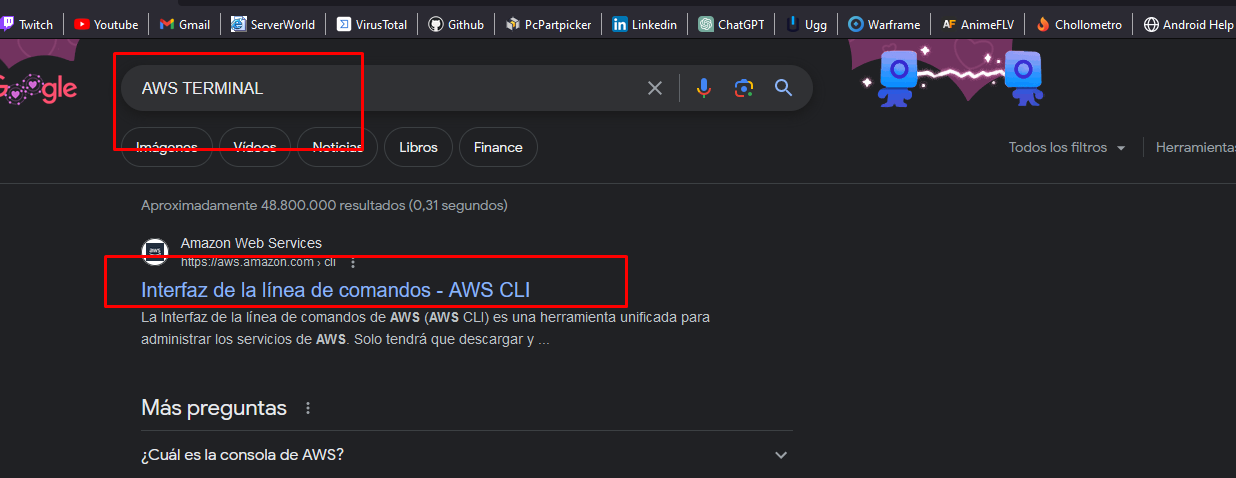 Twitch Youtube Gmail ServerWorld VirusTotal Github PcPartpicker Linkedin ChatGPT Ugg Warframe AnimeFLV Chollometro Android Help
Google
AWS TERMINAL
Imágenes Vídeos Noticias Libros Finance Todos los filtros Herramientas
Aproximadamente 48.800.000 resultados (0,31 segundos)
Amazon Web Services
https://aws.amazon.com › cli
Interfaz de la línea de comandos - AWS CLI
La Interfaz de la línea de comandos de AWS (AWS CLI) es una herramienta unificada para
administrar los servicios de AWS. Solo tendrá que descargar y ...
Más preguntas
¿Cuál es la consola de AWS?